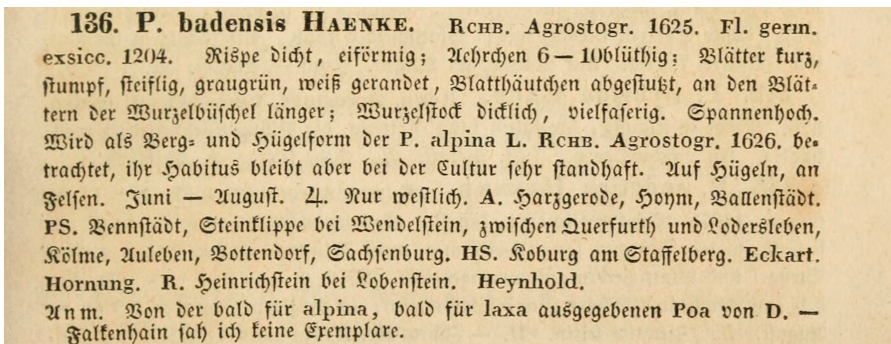 136. P. badensis HAENKE. RCHB. Agrostogr. 1625. Fl. germ.
exsicc. 1204. Rispe dicht, eiförmig; Aehrchen 6—10blüthig; Blätter kurz,
stumpf, steiflig, graugrün, weiß gerandet, Blatthäutchen abgestutzt, an den Blät-
tern der Wurzelbüschel länger; Wurzelstock dicklich, vielfaserig. Spannenhoch.
Wird als Berg- und Hügelform der P. alpina L. RCHB. Agrostogr. 1626. be-
trachtet, ihr Habitus bleibt aber bei der Cultur sehr standhaft. Auf Hügeln, an
Felsen. Juni — August. ♃. Nur westlich. A. Harzgerode, Hoym, Ballenstädt.
PS. Bennstädt, Steinklippe bei Wendelstein, zwischen Querfurth und Lodersleben,
Kölme, Auleben, Bottendorf, Sachsenburg. HS. Koburg am Staffelberg. Eckart.
Hornung. R. Heinrichstein bei Lobenstein. Heynhold.
Anm. Von der bald für alpina, bald für laxa ausgegebenen Poa von D. —
Falkenhain sah ich keine Exemplare.